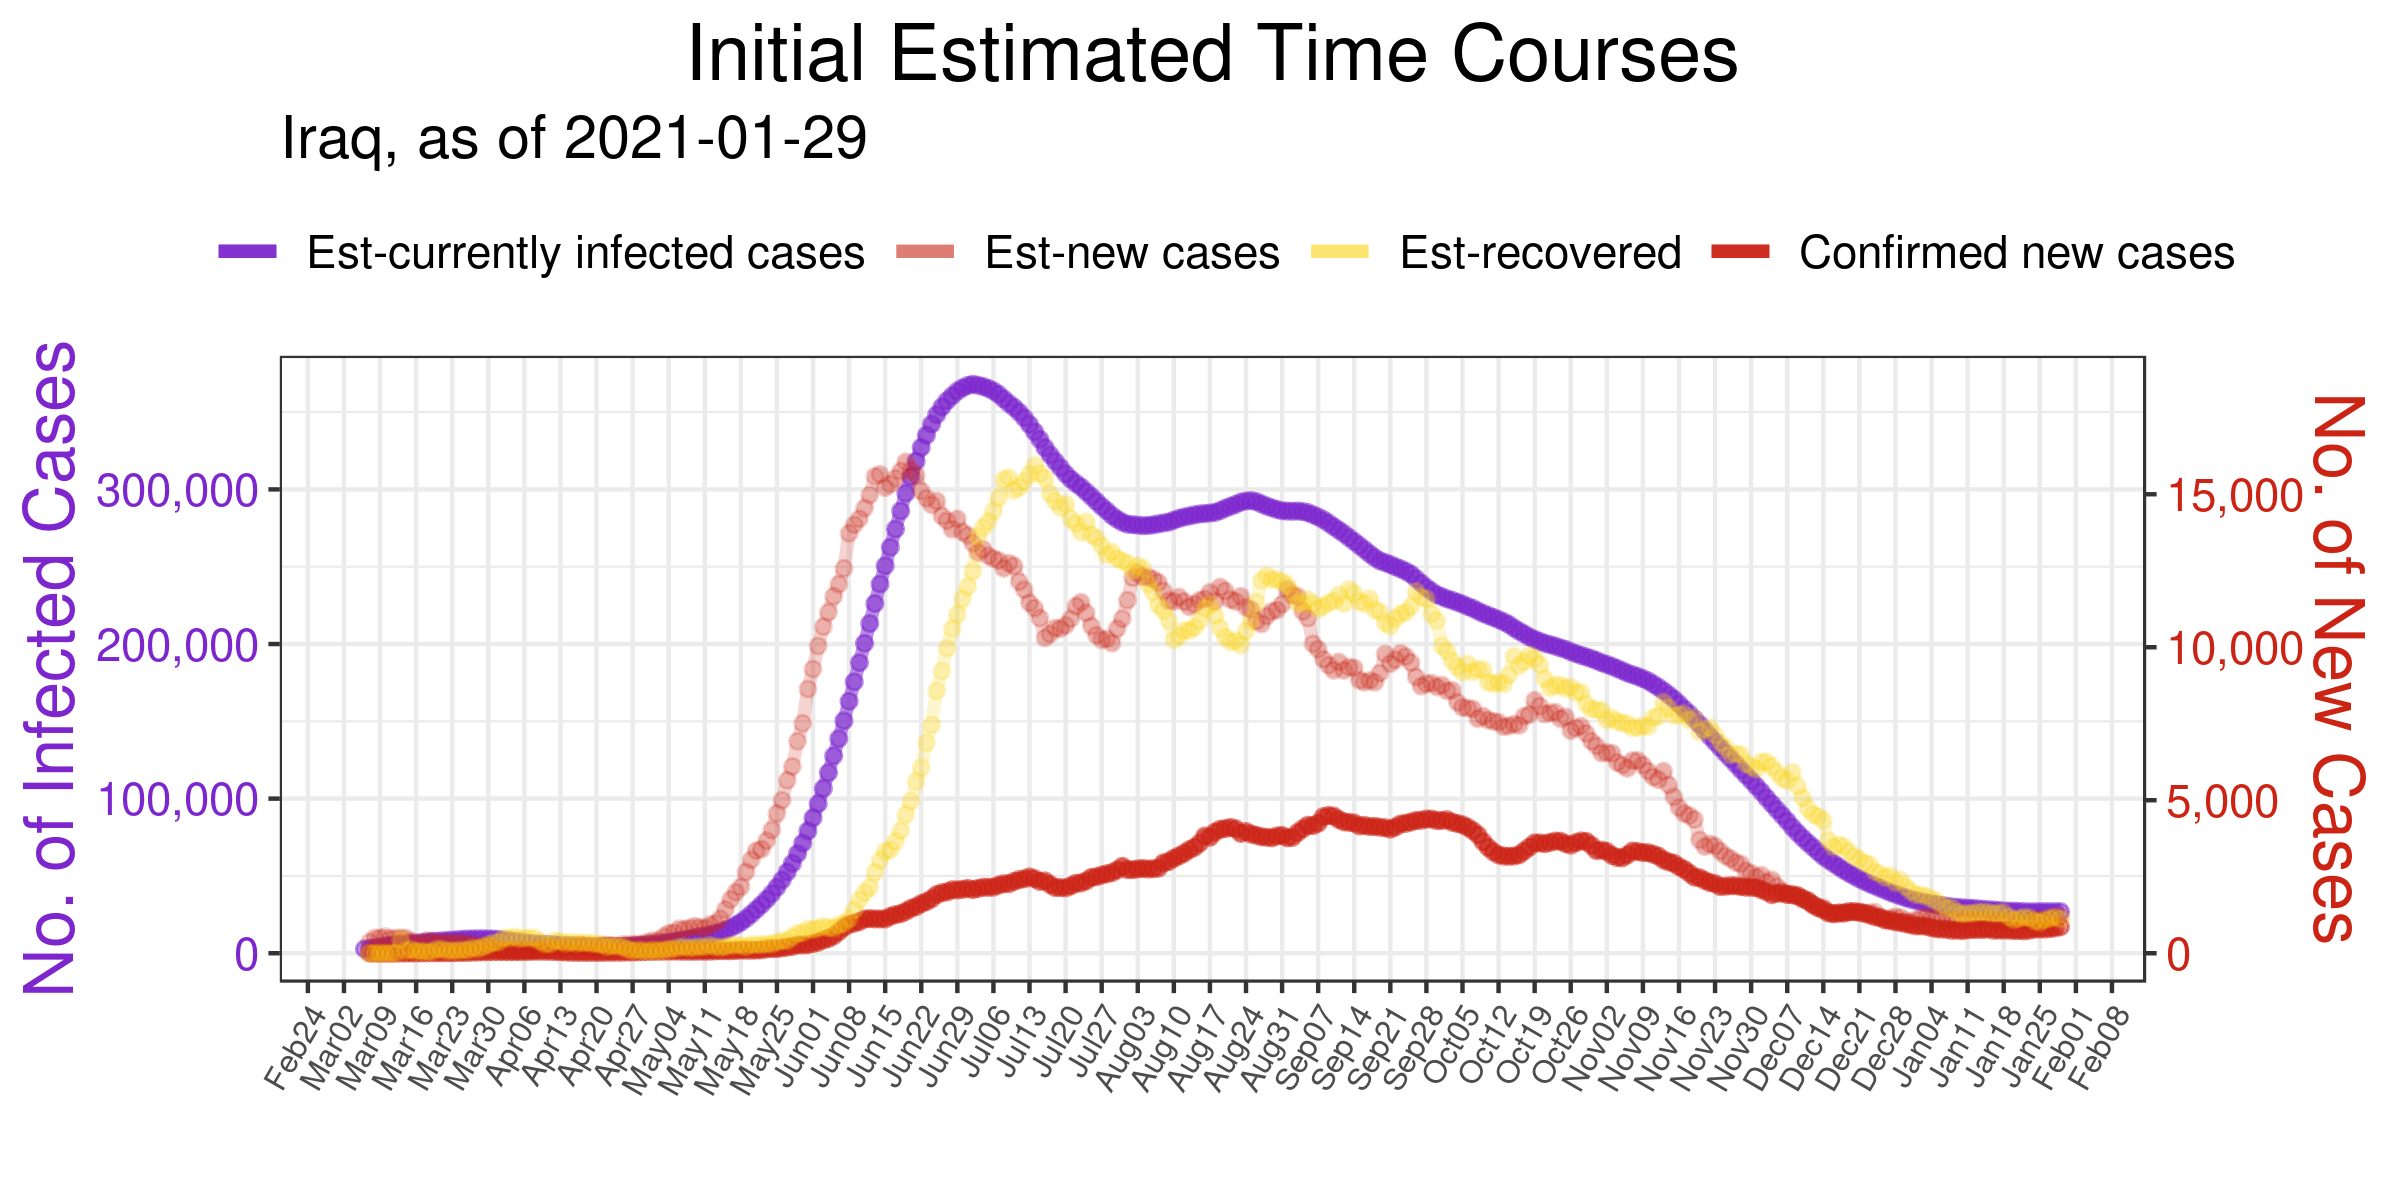 Initial Estimated Time Courses
Iraq, as of 2021-01-29
Est-currently infected cases
Est-new cases
Est-recovered
Confirmed new cases
No. of Infected Cases
300,000
200,000
100,000
0
15,000
10,000
5,000
0
No. of New Cases
Feb24
Mar02
Mar09
Mar16
Mar23
Mar30
Apr06
Apr13
Apr20
Apr27
May04
May11
May18
May25
Jun01
Jun08
Jun15
Jun22
Jun29
Jul06
Jul13
Jul20
Jul27
Aug03
Aug10
Aug17
Aug24
Aug31
Sep07
Sep14
Sep21
Sep28
Oct05
Oct12
Oct19
Oct26
Nov02
Nov09
Nov16
Nov23
Nov30
Dec07
Dec14
Dec21
Dec28
Jan04
Jan11
Jan18
Jan25
Feb01
Feb08